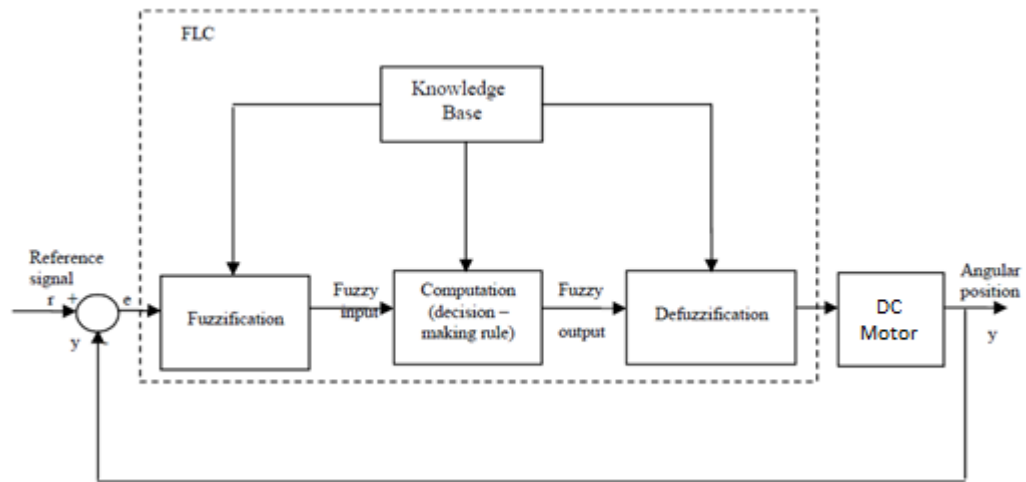 FLC
Knowledge
Base
Reference
signal
r
+
e
y
-
Fuzzification
Fuzzy
input
Computation
(decision –
making rule)
Fuzzy
output
Defuzzification
DC
Motor
Angular
position
y